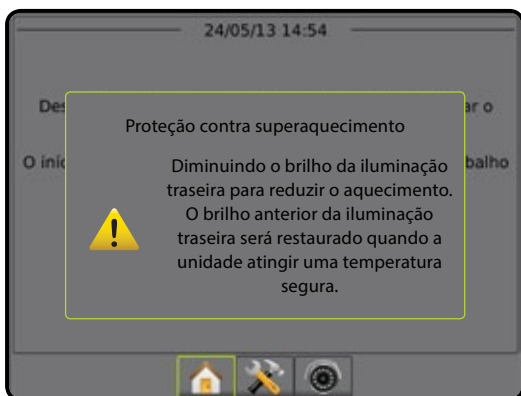 24/05/13 14:54
Des
ar o
Proteção contra superaquecimento
O iníc
balho
Diminuindo o brilho da iluminação
traseira para reduzir o aquecimento.
O brilho anterior da iluminação
traseira será restaurado quando a
unidade atingir uma temperatura
segura.